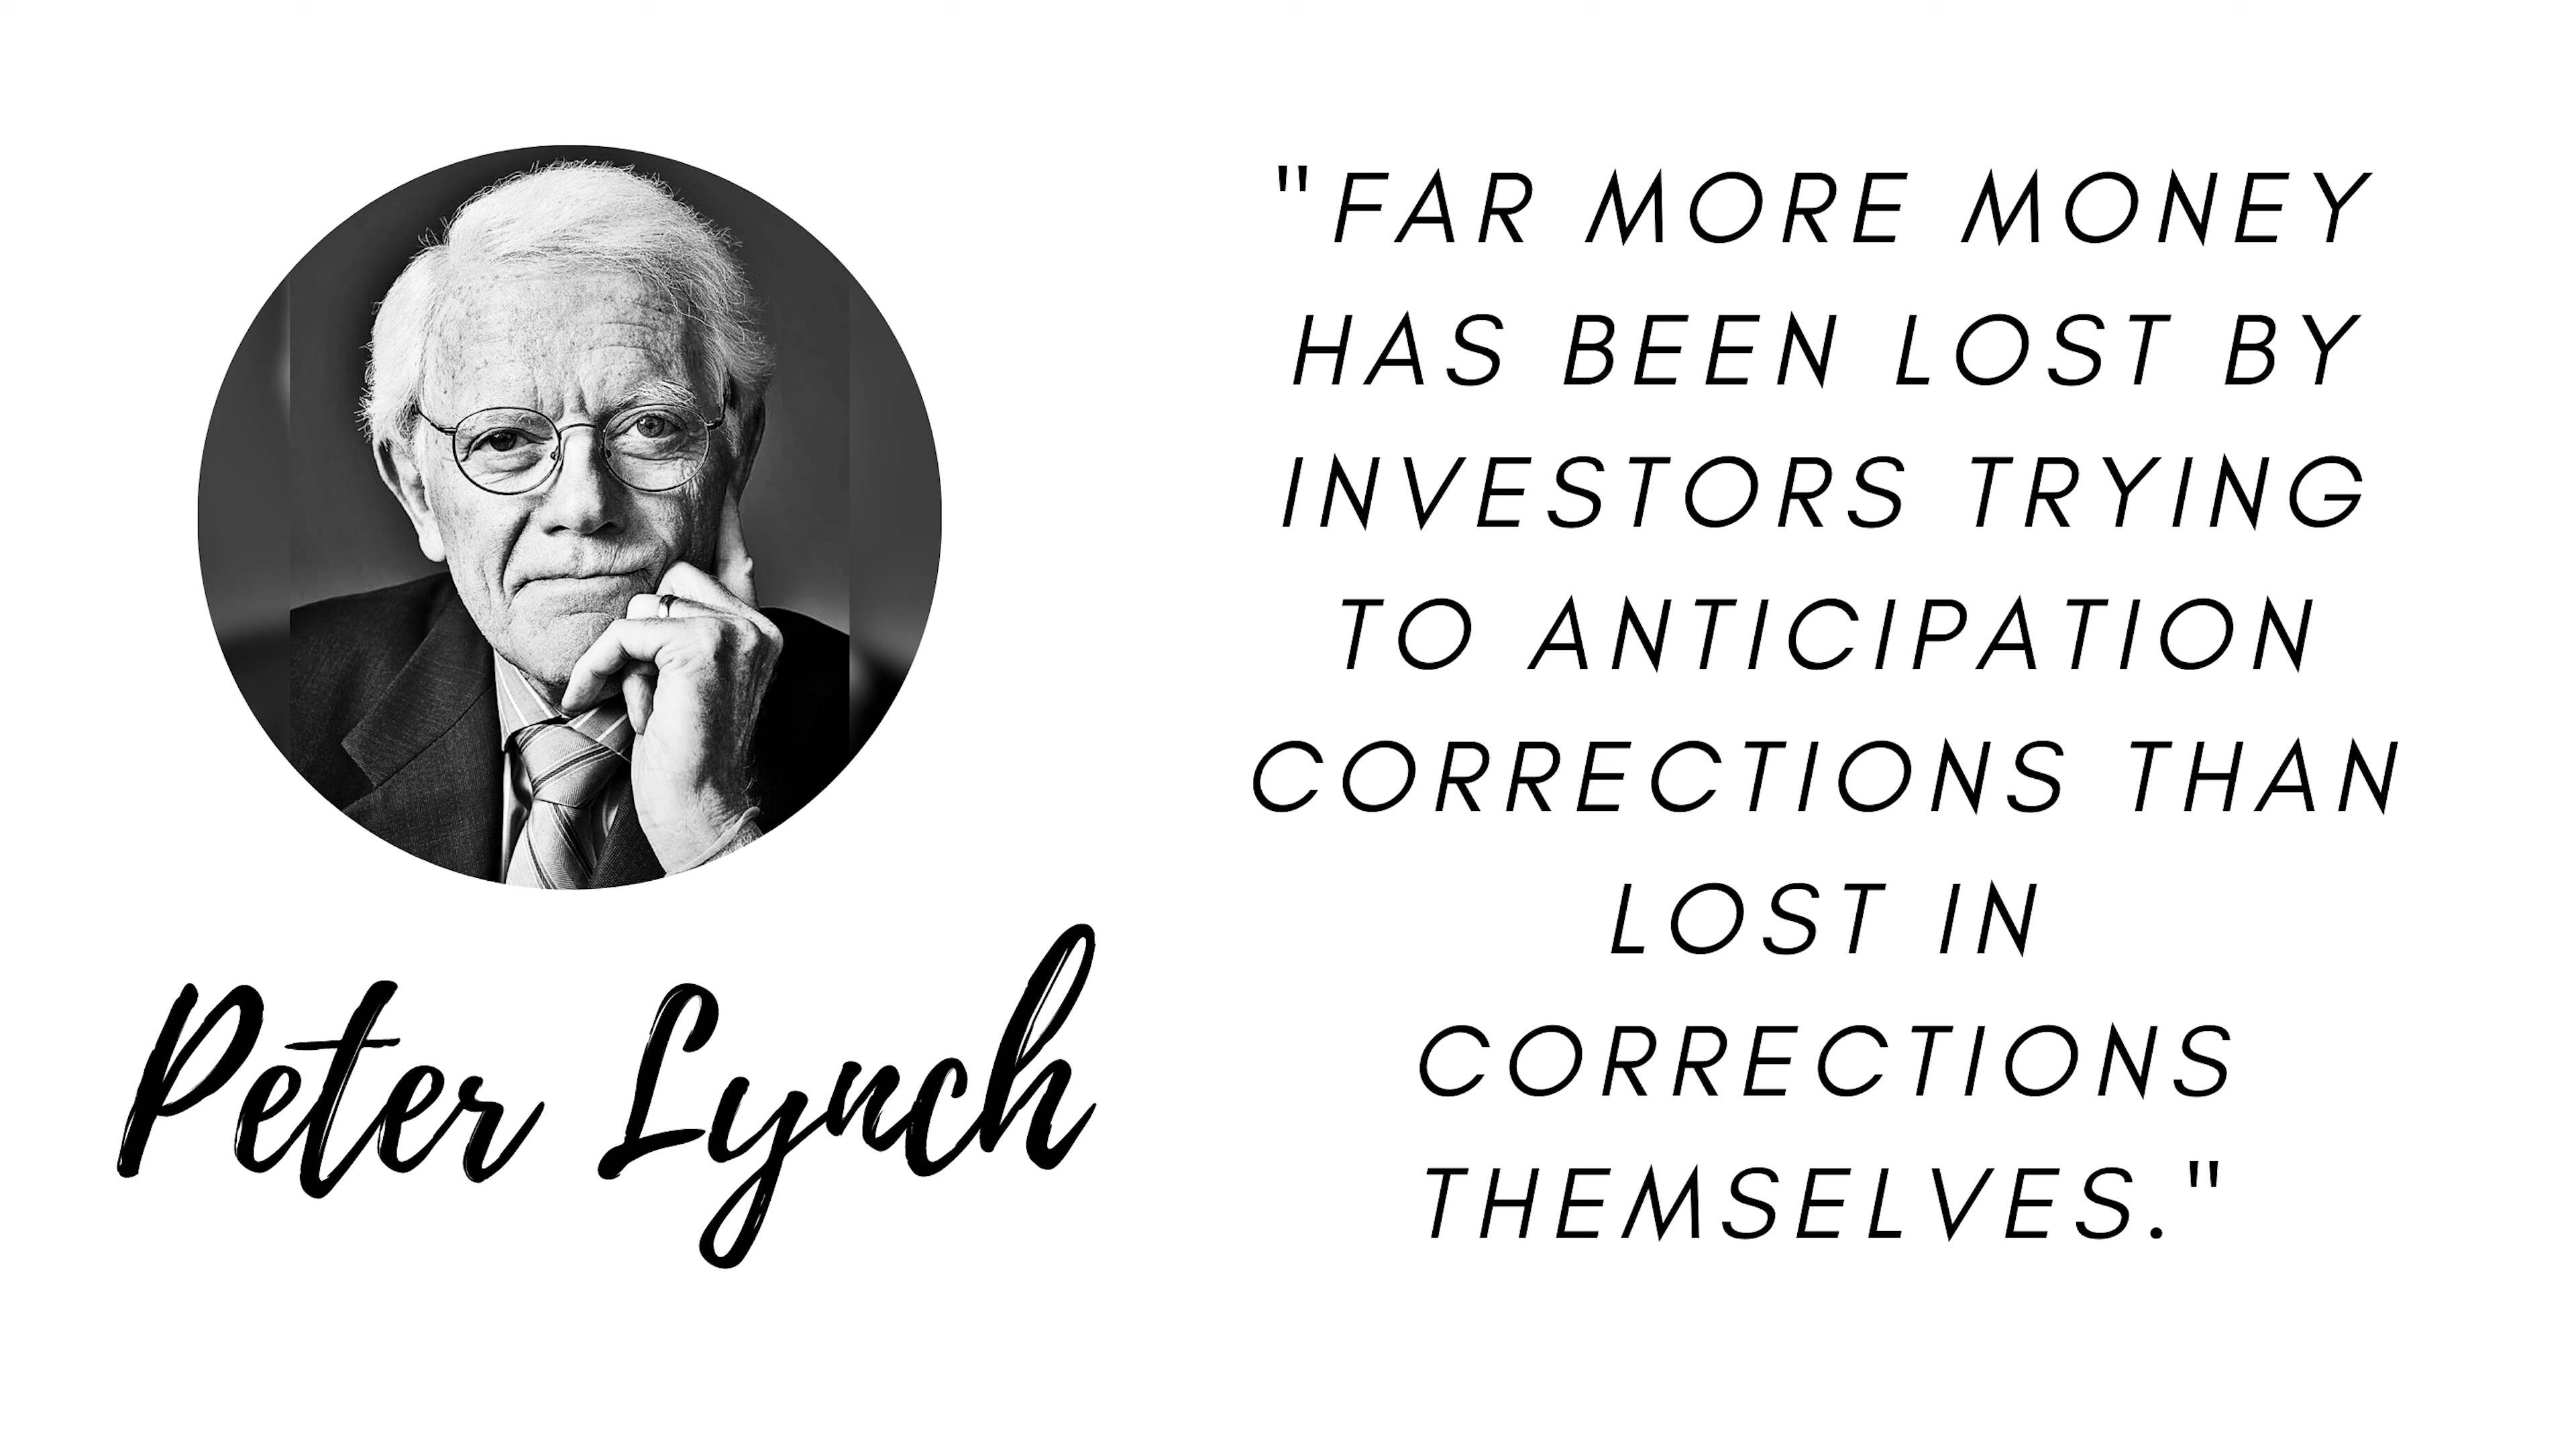 "FAR MORE MONEY
HAS BEEN LOST BY
INVESTORS TRYING
TO ANTICIPATION
CORRECTIONS THAN
LOST IN
CORRECTIONS
THEMSELVES."
Peter Lynch